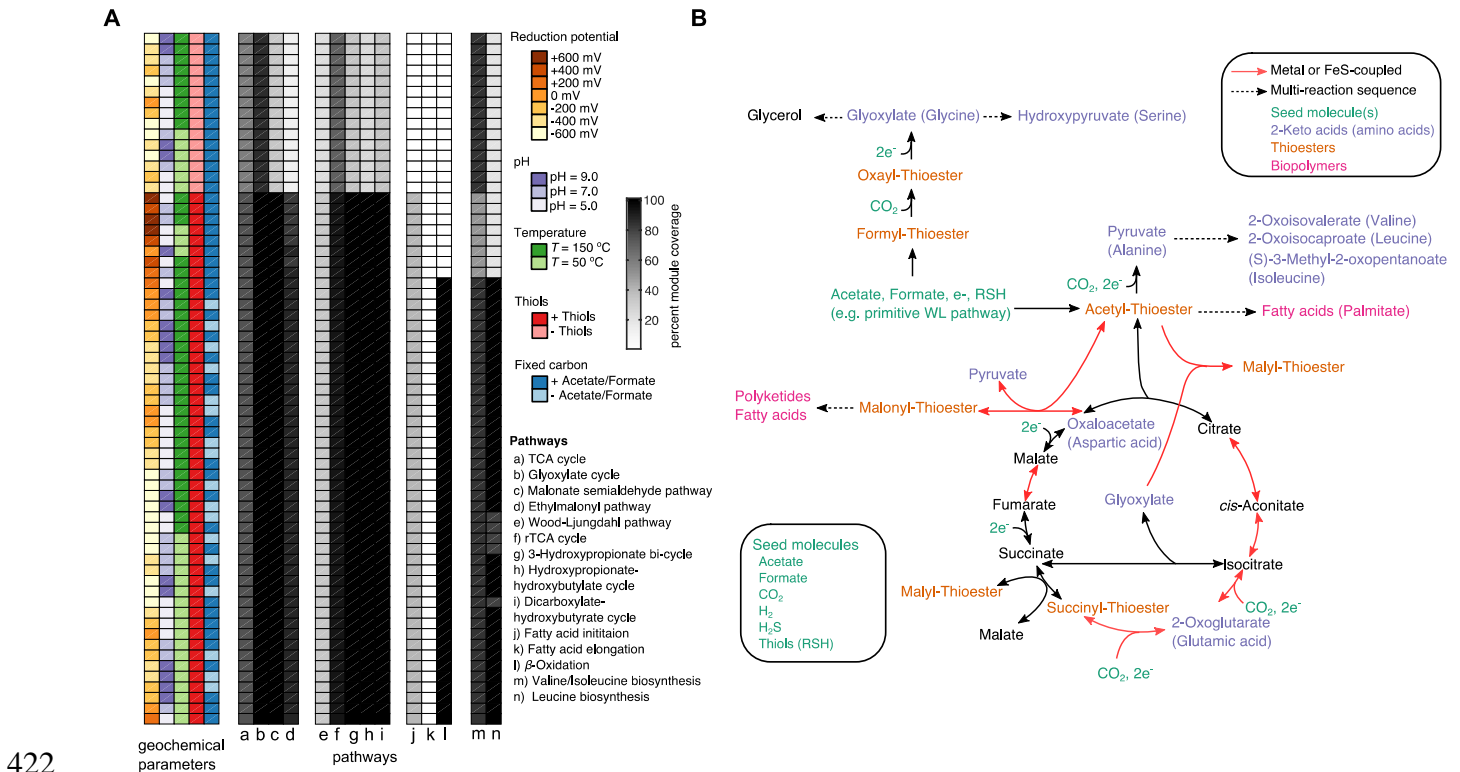 A
Reduction potential
+600 mV
+400 mV
+200 mV
0 mV
-200 mV
-400 mV
-600 mV
pH
pH = 9.0
pH = 7.0
pH = 5.0
Temperature
T = 150 ºC
T = 50 ºC
Thiols
+ Thiols
- Thiols
Fixed carbon
+ Acetate/Formate
- Acetate/Formate
100
80
60
40
20
percent module coverage
Pathways
a) TCA cycle
b) Glyoxylate cycle
c) Malonate semialdehyde pathway
d) Ethylmalonyl pathway
e) Wood-Ljungdahl pathway
f) rTCA cycle
g) 3-Hydroxypropionate bi-cycle
h) Hydroxypropionate-
hydroxybutylate cycle
i) Dicarboxylate-
hydroxybutyrate cycle
j) Fatty acid inititaion
k) Fatty acid elongation
l) β-Oxidation
m) Valine/Isoleucine biosynthesis
n) Leucine biosynthesis
a b c d e f g h i j k l m n
geochemical
parameters
pathways
422
B
Metal or FeS-coupled
Multi-reaction sequence
Seed molecule(s)
2-Keto acids (amino acids)
Thioesters
Biopolymers
Glycerol
Glyoxylate (Glycine)
Hydroxypyruvate (Serine)
2e-
Oxayl-Thioester
CO2
Formyl-Thioester
Pyruvate
(Alanine)
2-Oxoisovalerate (Valine)
2-Oxoisocaproate (Leucine)
(S)-3-Methyl-2-oxopentanoate
(Isoleucine)
CO2, 2e-
Acetate, Formate, e-, RSH
(e.g. primitive WL pathway)
Acetyl-Thioester
Fatty acids (Palmitate)
Pyruvate
Malyl-Thioester
Polyketides
Fatty acids
Malonyl-Thioester
2e-
Oxaloacetate
(Aspartic acid)
Citrate
Malate
Fumarate
Glyoxylate
cis-Aconitate
2e-
Succinate
Isocitrate
Malyl-Thioester
Succinyl-Thioester
CO2, 2e-
Malate
2-Oxoglutarate
(Glutamic acid)
CO2, 2e-
Seed molecules
Acetate
Formate
CO2
H2
H2S
Thiols (RSH)